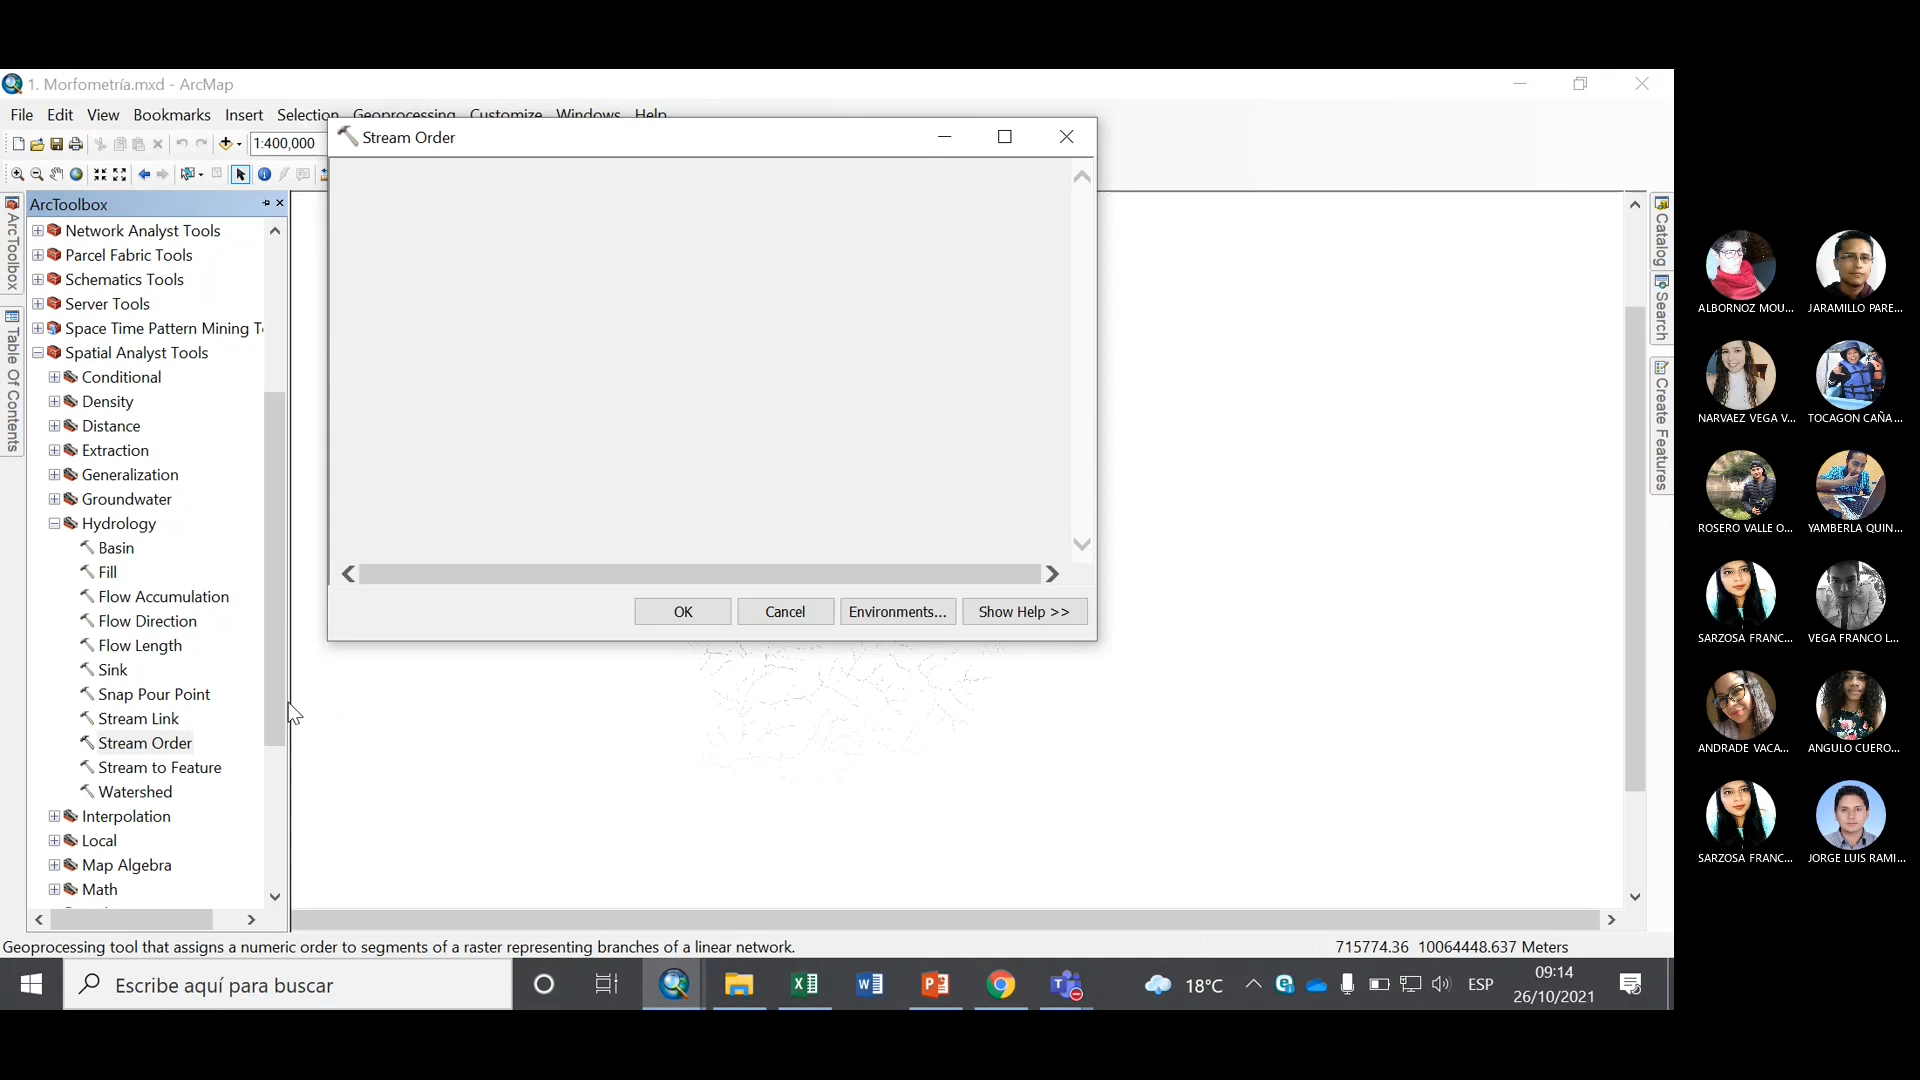 1. Morfometría.mxd - ArcMap
File Edit View Bookmarks Insert Selection Geoprocessing Customize Windows Help
1:400,000
Stream Order
ArcToolbox
ArcToolbox
Table Of Contents
Network Analyst Tools
Parcel Fabric Tools
Schematics Tools
Server Tools
Space Time Pattern Mining T
Spatial Analyst Tools
Conditional
Density
Distance
Extraction
Generalization
Groundwater
Hydrology
Basin
Fill
Flow Accumulation
Flow Direction
Flow Length
Sink
Snap Pour Point
Stream Link
Stream Order
Stream to Feature
Watershed
Interpolation
Local
Map Algebra
Math
OK Cancel Environments... Show Help >>
Catalog
Search
Create Features
ALBORNOZ MOU... JARAMILLO PARE...
NARVAEZ VEGA V... TOCAGON CAÑA ...
ROSERO VALLE O... YAMBERLA QUIN...
SARZOSA FRANC... VEGA FRANCO L...
ANDRADE VACA... ANGULO CUERO...
SARZOSA FRANC... JORGE LUIS RAMI...
Geoprocessing tool that assigns a numeric order to segments of a raster representing branches of a linear network.
715774.36 10064448.637 Meters
Escribe aquí para buscar
18°C
ESP
09:14
26/10/2021